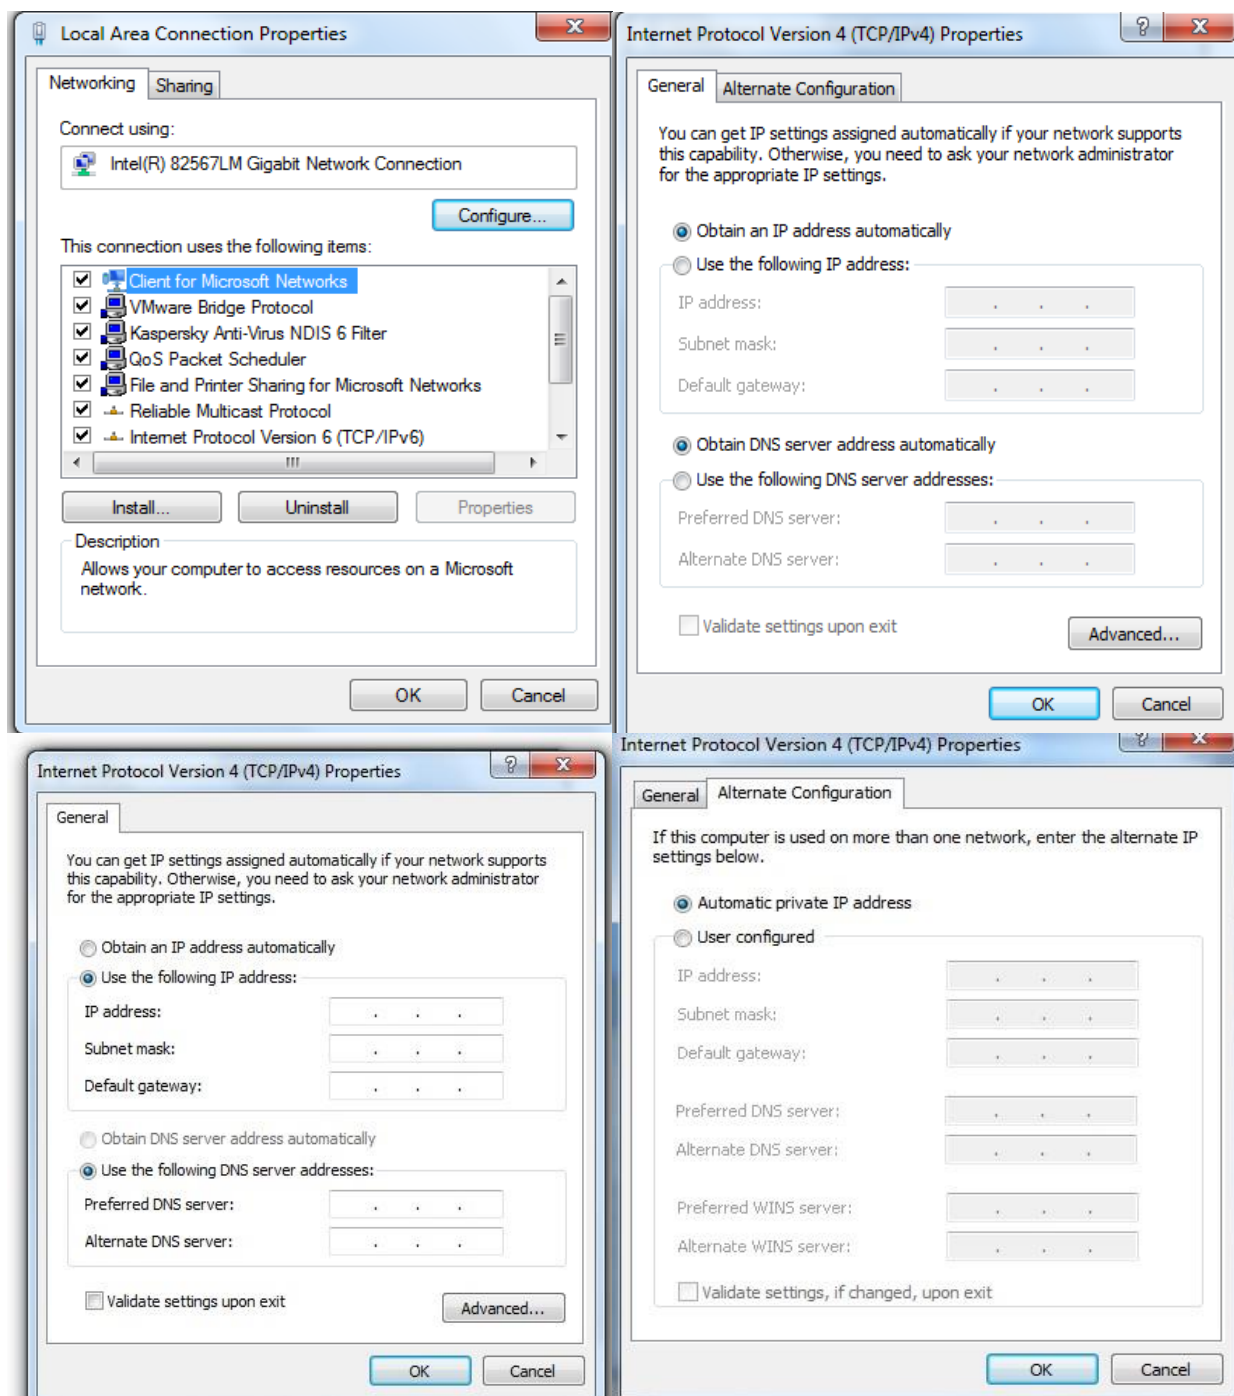 Local Area Connection Properties
Networking
Sharing
Connect using:
Intel(R) 82567LM Gigabit Network Connection
Configure...
This connection uses the following items:
Client for Microsoft Networks
VMware Bridge Protocol
Kaspersky Anti-Virus NDIS 6 Filter
QoS Packet Scheduler
File and Printer Sharing for Microsoft Networks
Reliable Multicast Protocol
Internet Protocol Version 6 (TCP/IPv6)
Install...
Uninstall
Properties
Description
Allows your computer to access resources on a Microsoft
network.
OK
Cancel
Internet Protocol Version 4 (TCP/IPv4) Properties
General
Alternate Configuration
You can get IP settings assigned automatically if your network supports
this capability. Otherwise, you need to ask your network administrator
for the appropriate IP settings.
Obtain an IP address automatically
Use the following IP address:
IP address:
Subnet mask:
Default gateway:
Obtain DNS server address automatically
Use the following DNS server addresses:
Preferred DNS server:
Alternate DNS server:
Validate settings upon exit
Advanced...
OK
Cancel
Internet Protocol Version 4 (TCP/IPv4) Properties
General
You can get IP settings assigned automatically if your network supports
this capability. Otherwise, you need to ask your network administrator
for the appropriate IP settings.
Obtain an IP address automatically
Use the following IP address:
IP address:
Subnet mask:
Default gateway:
Obtain DNS server address automatically
Use the following DNS server addresses:
Preferred DNS server:
Alternate DNS server:
Validate settings upon exit
Advanced...
OK
Cancel
Internet Protocol Version 4 (TCP/IPv4) Properties
General
Alternate Configuration
If this computer is used on more than one network, enter the alternate IP
settings below.
Automatic private IP address
User configured
IP address:
Subnet mask:
Default gateway:
Preferred DNS server:
Alternate DNS server:
Preferred WINS server:
Alternate WINS server:
Validate settings, if changed, upon exit
OK
Cancel